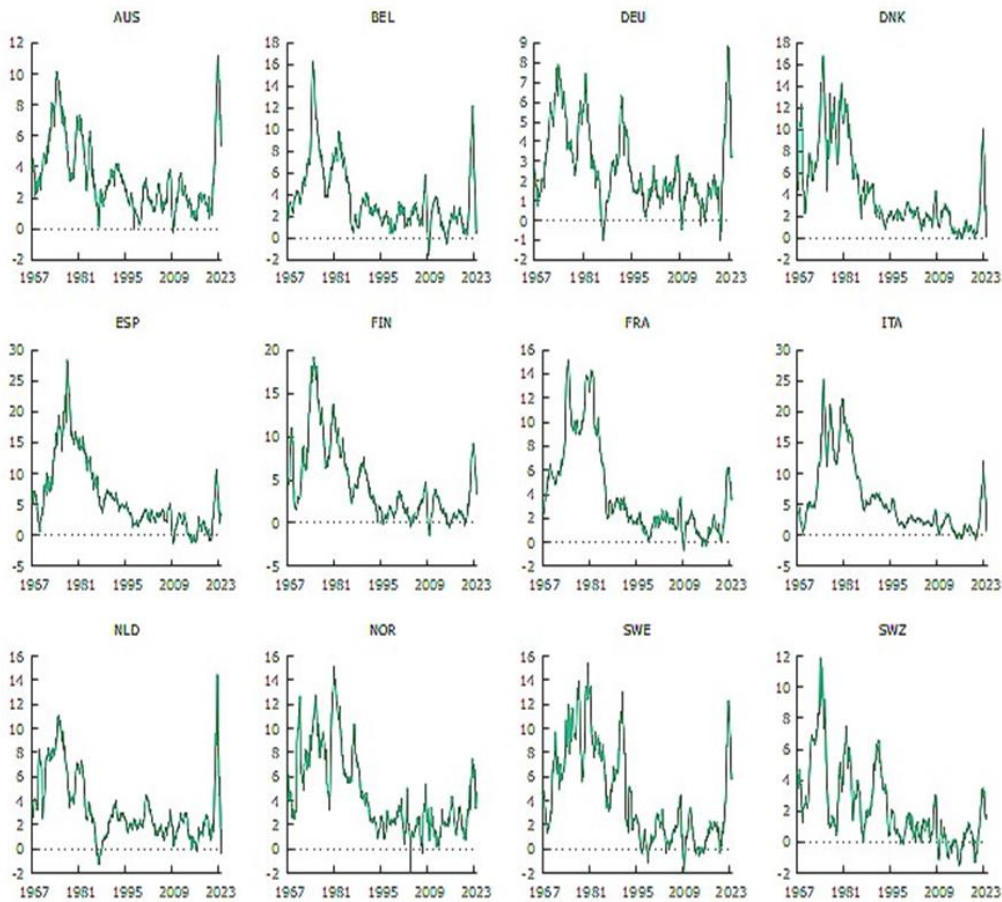 AUS BEL DEU DNK
12 18 9 18
10 16 8 16
8 14 7 14
6 12 6 12
4 10 5 10
2 8 4 8
0 6 3 6
-2 4 2 4
2 1 2
0 0 0
-2 -1 -2
-2
1967 1981 1995 2009 2023 1967 1981 1995 2009 2023 1967 1981 1995 2009 2023 1967 1981 1995 2009 2023
ESP FIN FRA ITA
30 20 16 30
25 15 14 25
20 10 12 20
15 5 10 15
10 0 8 10
5 -5 6 5
0 4 0
-5 2 -5
0
-2
1967 1981 1995 2009 2023 1967 1981 1995 2009 2023 1967 1981 1995 2009 2023 1967 1981 1995 2009 2023
NLD NOR SWE SWZ
16 16 16 12
14 14 14 10
12 12 12 8
10 10 10 6
8 8 8 4
6 6 6 2
4 4 4 0
2 2 2 -2
0 0 0 -4
-2 -2 -2
-4 -4 -4
1967 1981 1995 2009 2023 1967 1981 1995 2009 2023 1967 1981 1995 2009 2023 1967 1981 1995 2009 2023